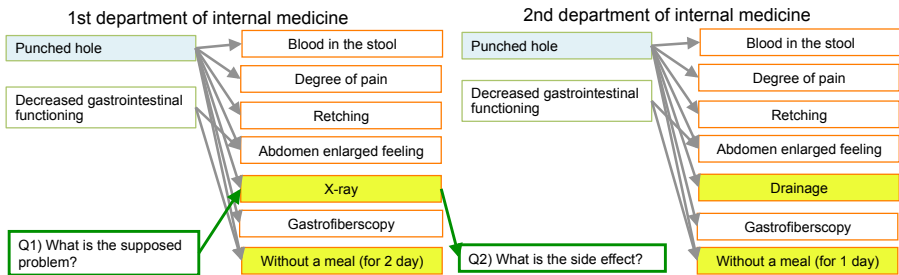 1st department of internal medicine
Punched hole
Decreased gastrointestinal
functioning
Blood in the stool
Degree of pain
Retching
Abdomen enlarged feeling
X-ray
Gastrofiberscopy
Without a meal (for 2 day)
Q1) What is the supposed
problem?
2nd department of internal medicine
Punched hole
Decreased gastrointestinal
functioning
Blood in the stool
Degree of pain
Retching
Abdomen enlarged feeling
Drainage
Gastrofiberscopy
Without a meal (for 1 day)
Q2) What is the side effect?